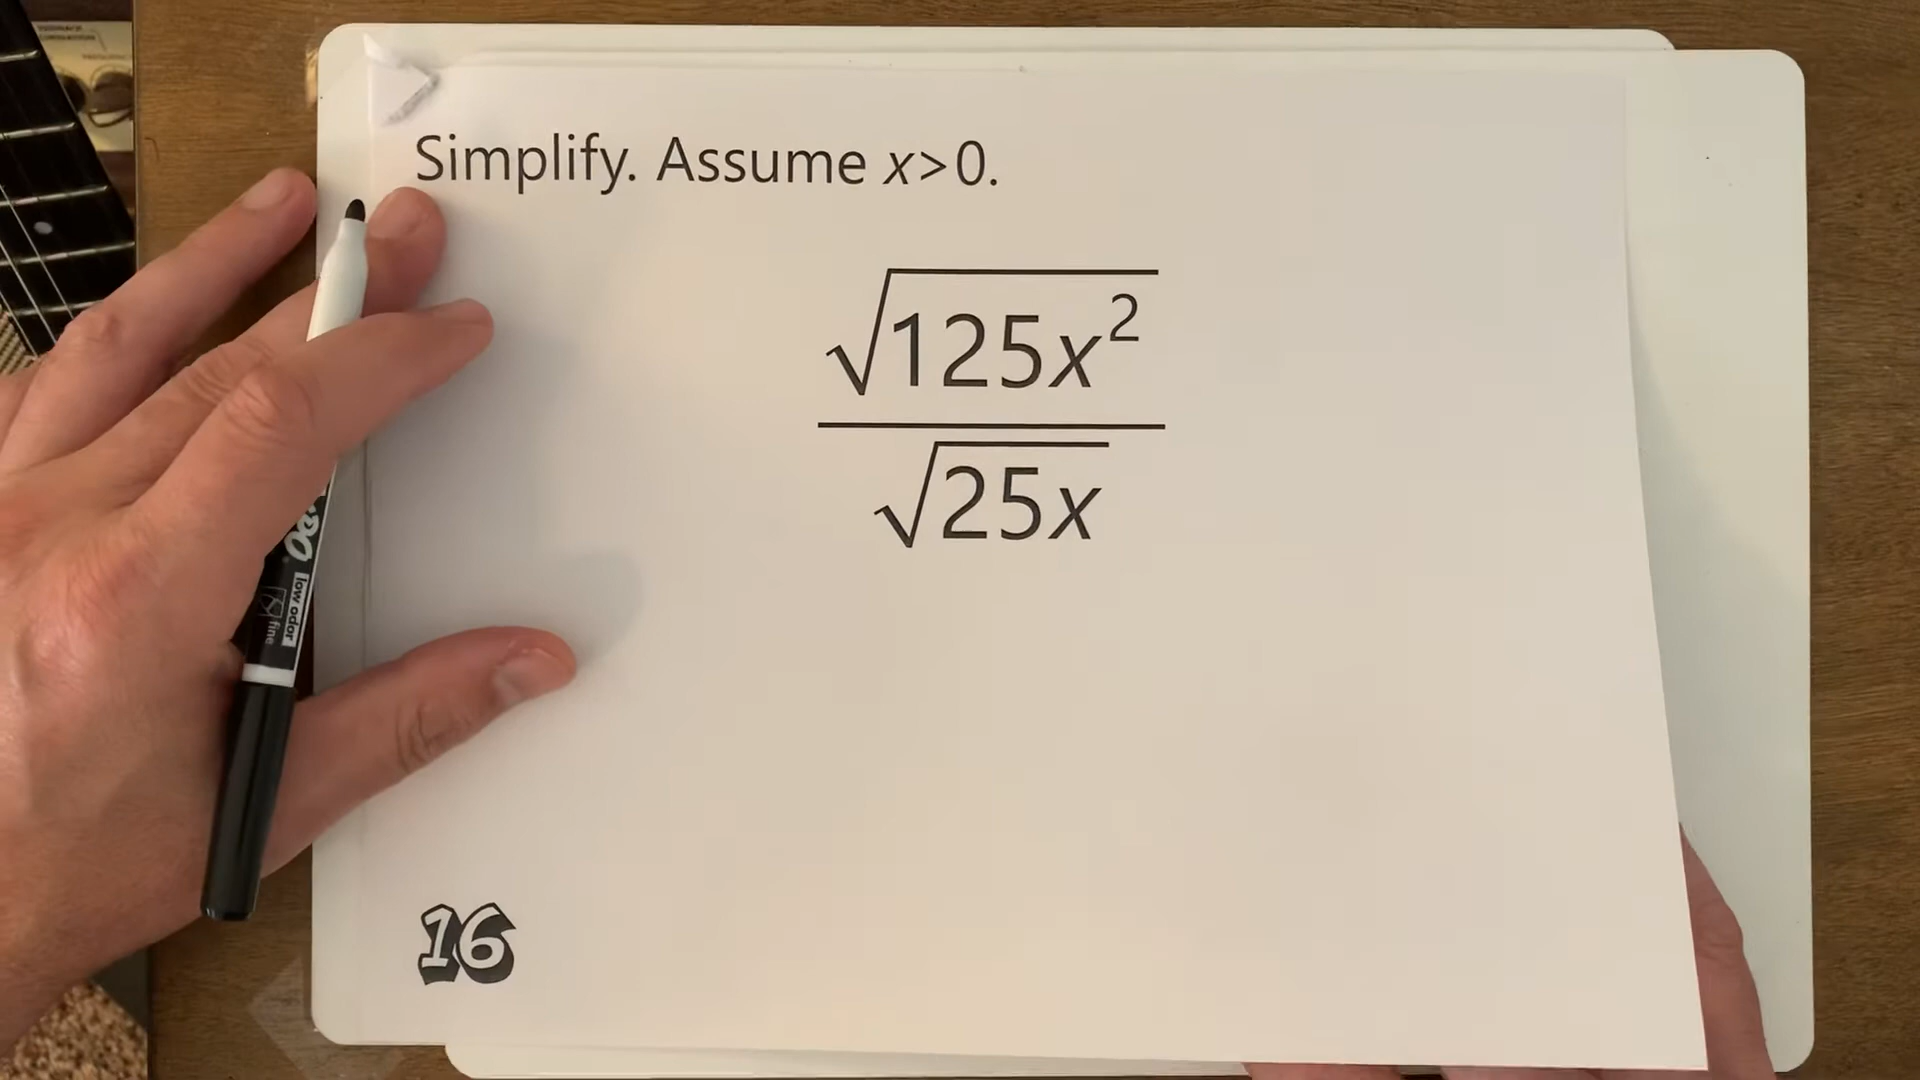 Simplify. Assume x>0.
√125x²
√25x
low odor
fine
16